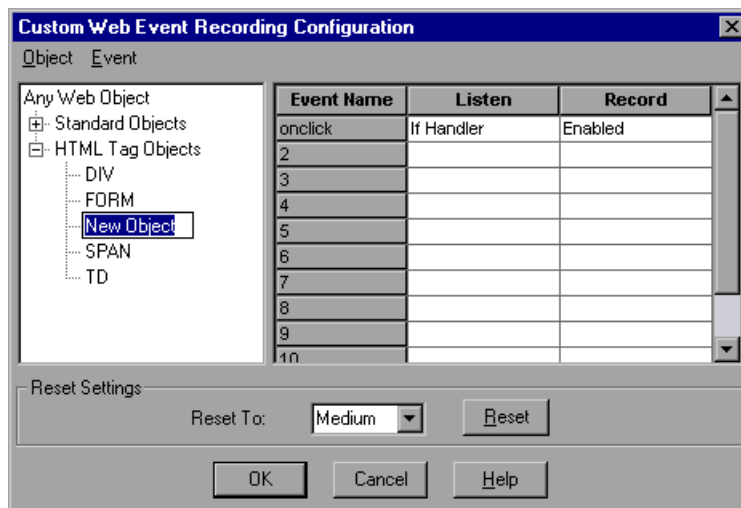 Custom Web Event Recording Configuration
Object Event
Any Web Object
Standard Objects
HTML Tag Objects
DIV
FORM
New Object
SPAN
TD
Event Name Listen Record
onclick If Handler Enabled
2
3
4
5
6
7
8
9
10
Reset Settings
Reset To: Medium Reset
OK Cancel Help